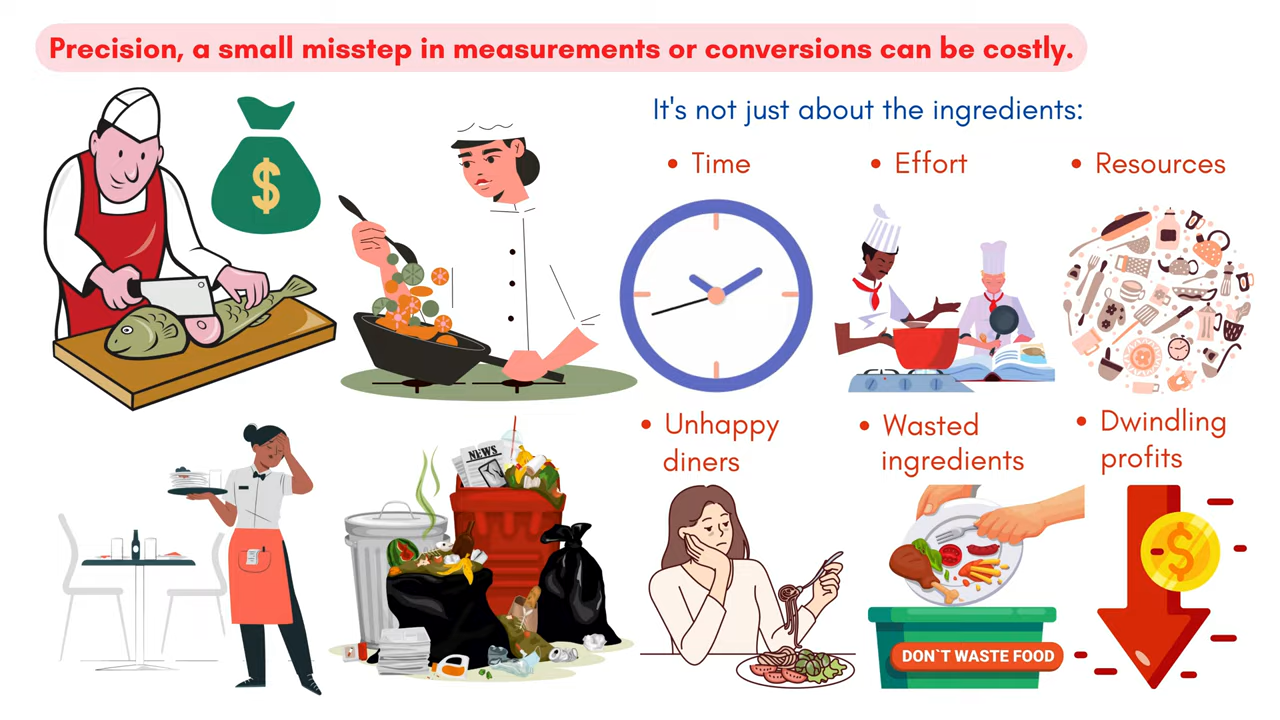 Precision, a small misstep in measurements or conversions can be costly.
It's not just about the ingredients:
• Time
• Effort
• Resources
• Unhappy
diners
• Wasted
ingredients
• Dwindling
profits
$
NEWS
$
DON`T WASTE FOOD